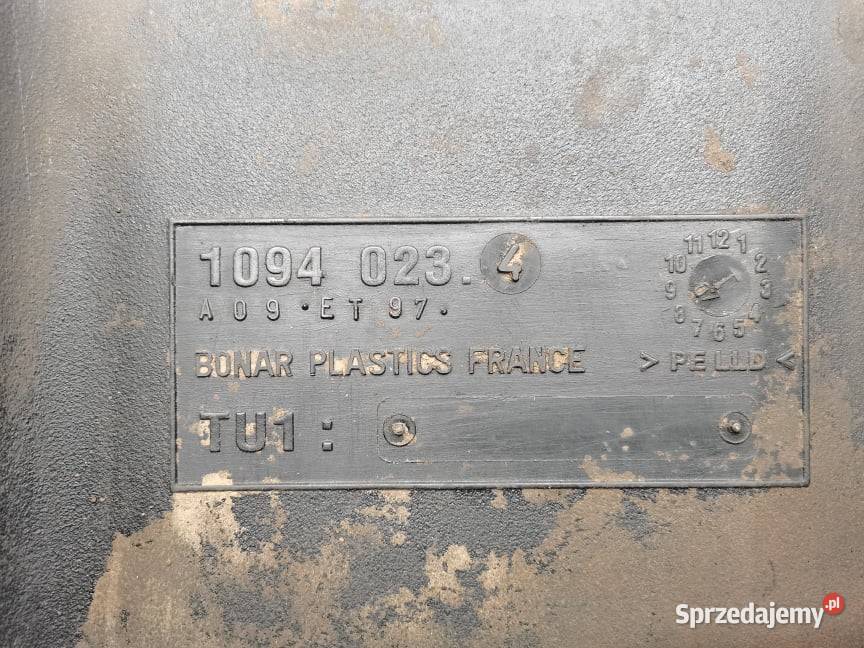 1094 023. 4
A 09 · ET 97 ·
BONAR PLASTICS FRANCE
TU1 :
12 1 2 3 4 5 6 7 8 9 10 11
> PE LLD <
Sprzedajemy.pl